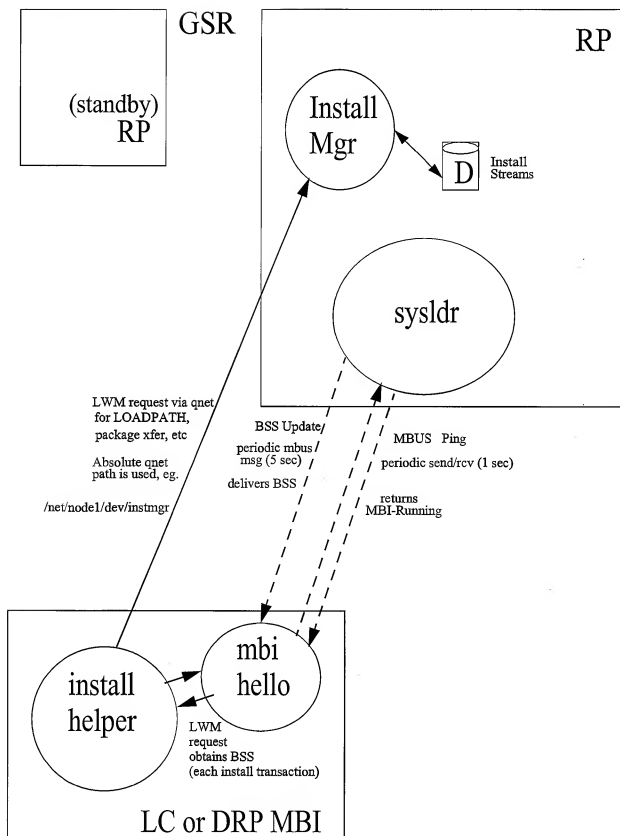 GSR
RP
(standby)
RP
Install
Mgr
D
Install
Streams
sysldr
LWM request via qnet
for LOADPATH,
package xfer, etc
Absolute qnet
path is used, eg.
/net/node1/dev/instmgr
BSS Update
periodic mbus
msg (5 sec)
delivers BSS
MBUS Ping
periodic send/rcv (1 sec)
returns
MBI-Running
install
helper
mbi
hello
LWM
request
obtains BSS
(each install transaction)
LC or DRP MBI